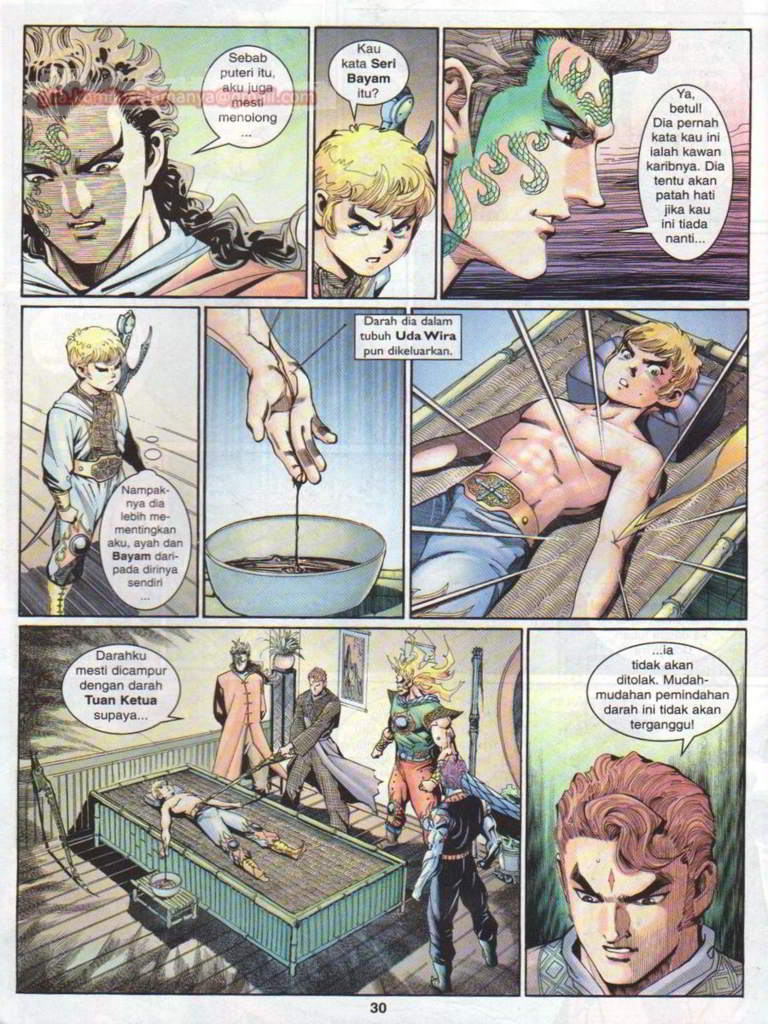 Sebab
puteri itu,
aku juga
mesti
menolong
...
Kau
kata Seri
Bayam
itu?
Ya,
betul!
Dia pernah
kata kau ini
ialah kawan
karibnya. Dia
tentu akan
patah hati
jika kau
ini tiada
nanti...
Nampak-
nya dia
lebih me-
mentingkan
aku, ayah dan
Bayam dari-
pada dirinya
sendiri
...
Darah dia dalam
tubuh Uda Wira
pun dikeluarkan.
Darahku
mesti dicampur
dengan darah
Tuan Ketua
supaya...
...ia
tidak akan
ditolak. Mudah-
mudahan pemindahan
darah ini tidak akan
terganggu!
30